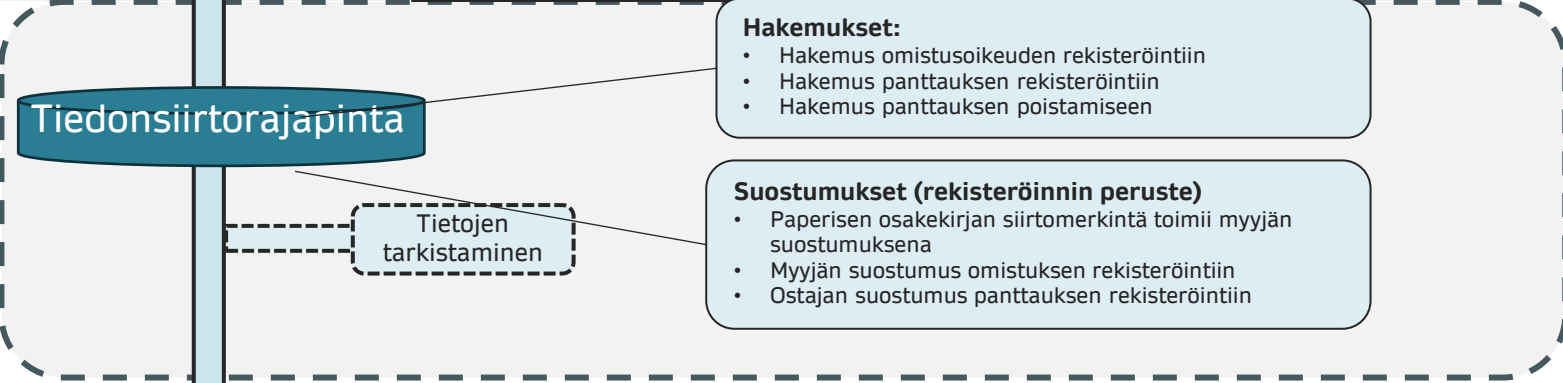 Hakemukset:
• Hakemus omistusoikeuden rekisteröintiin
• Hakemus panttauksen rekisteröintiin
• Hakemus panttauksen poistamiseen
Tiedonsiirtorajapinta
Suostumukset (rekisteröinnin peruste)
• Paperisen osakekirjan siirtomerkintä toimii myyjän
suostumuksena
• Myyjän suostumus omistuksen rekisteröintiin
• Ostajan suostumus panttauksen rekisteröintiin
Tietojen
tarkistaminen